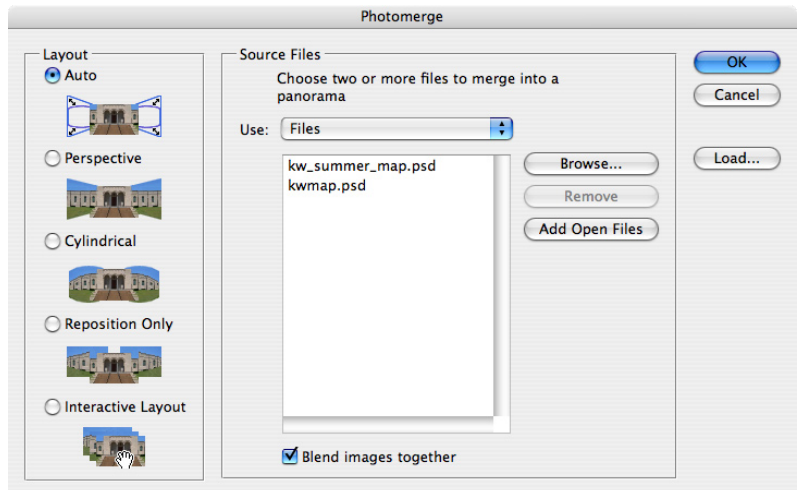 Photomerge
Layout
Auto
Perspective
Cylindrical
Reposition Only
Interactive Layout
Source Files
Choose two or more files to merge into a
panorama
Use: Files
kw_summer_map.psd
kwmap.psd
Browse...
Remove
Add Open Files
Blend images together
OK
Cancel
Load...